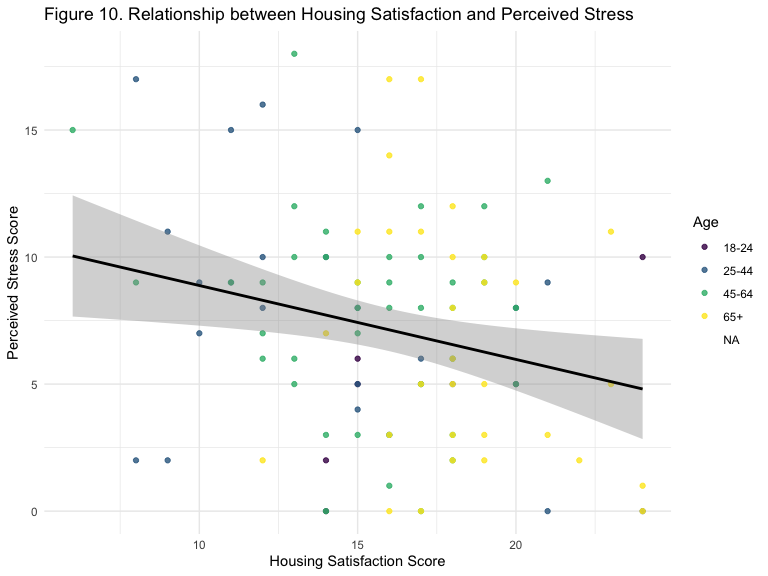 Figure 10. Relationship between Housing Satisfaction and Perceived Stress
Perceived Stress Score
15
10
5
0
10
15
20
Housing Satisfaction Score
Age
18-24
25-44
45-64
65+
NA